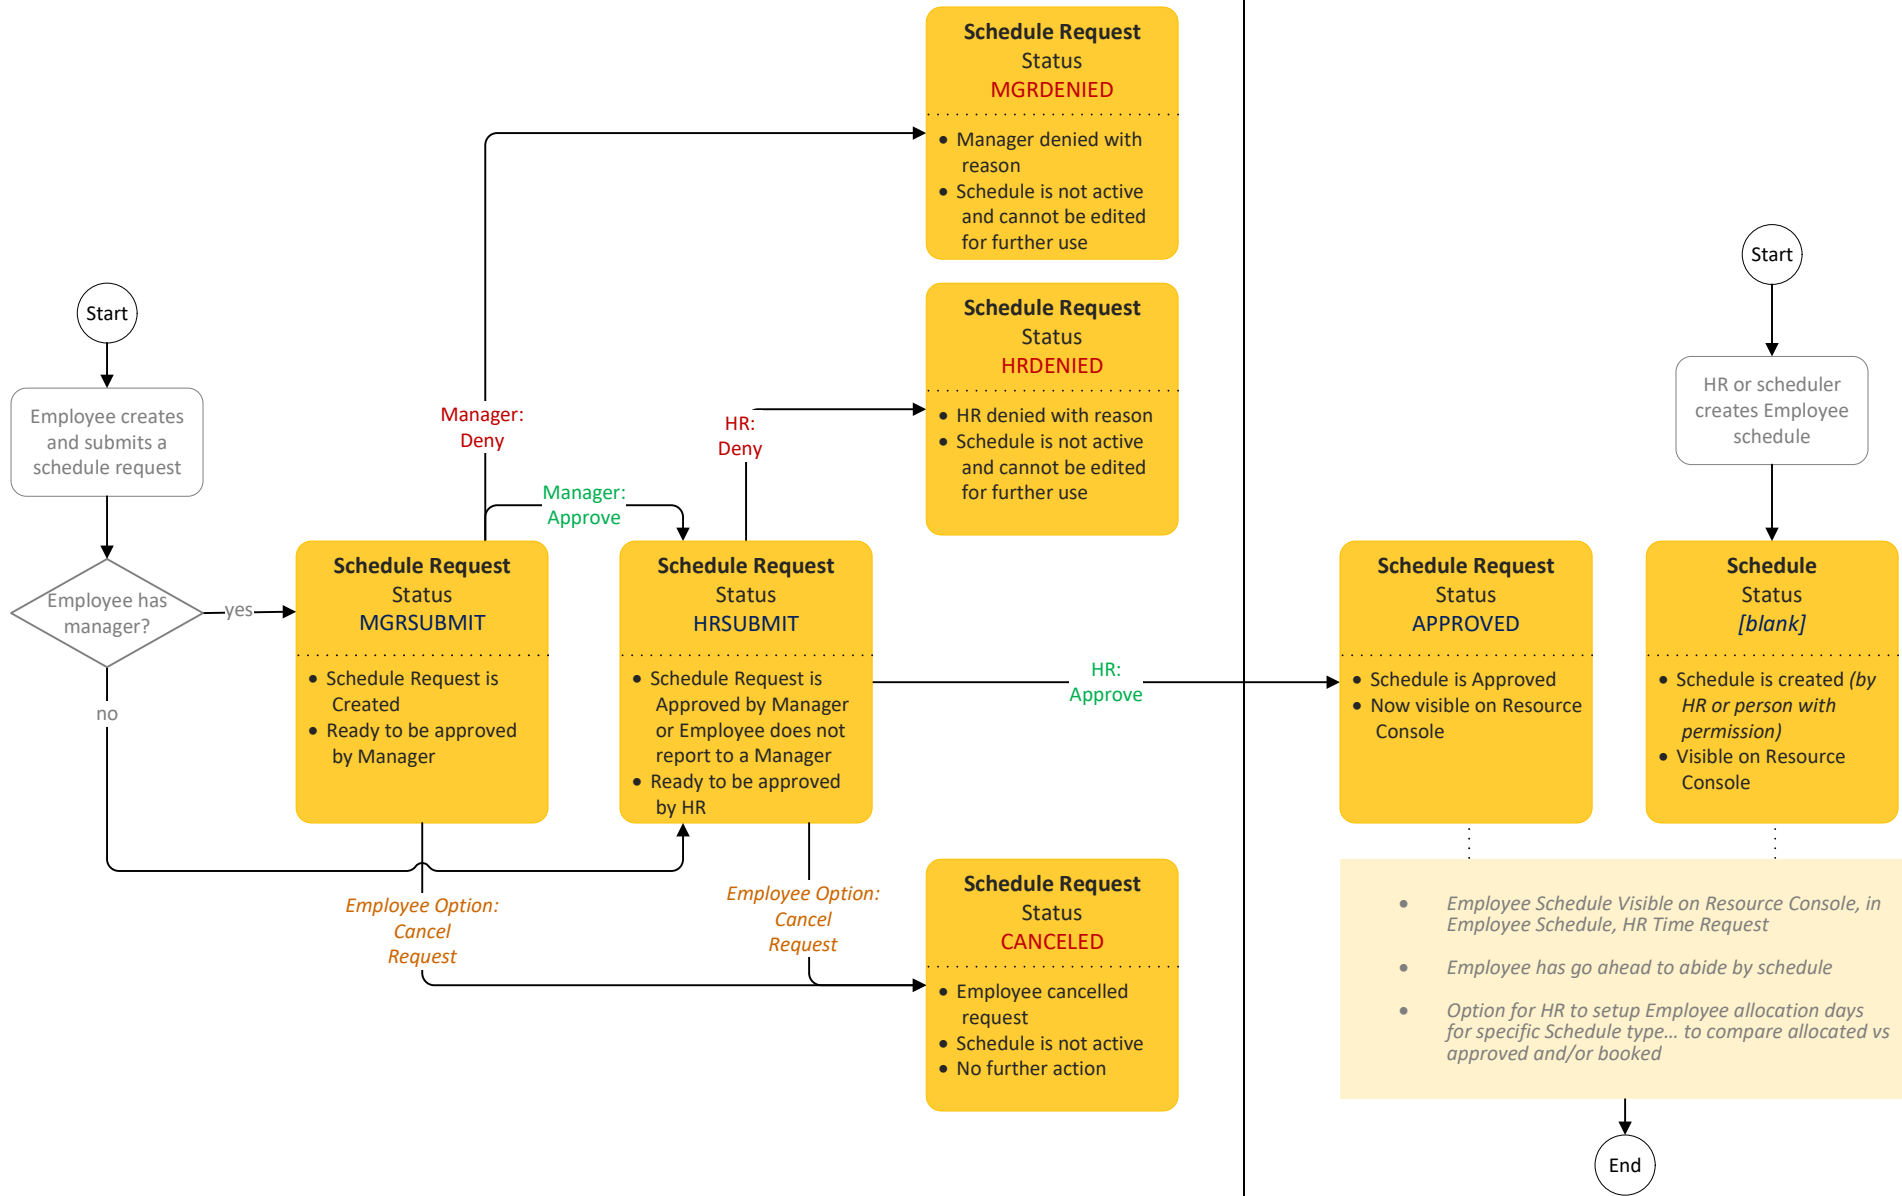 Schedule Request
Status
MGRDENIED
• Manager denied with
reason
• Schedule is not active
and cannot be edited
for further use
Start
Employee creates
and submits a
schedule request
Employee has
manager?
yes
no
Manager:
Deny
Manager:
Approve
HR:
Deny
Schedule Request
Status
HRDENIED
• HR denied with reason
• Schedule is not active
and cannot be edited
for further use
Schedule Request
Status
MGRSUBMIT
• Schedule Request is
Created
• Ready to be approved
by Manager
Schedule Request
Status
HRSUBMIT
• Schedule Request is
Approved by Manager
or Employee does not
report to a Manager
• Ready to be approved
by HR
Employee Option:
Cancel
Request
Employee Option:
Cancel
Request
Schedule Request
Status
CANCELED
• Employee cancelled
request
• Schedule is not active
• No further action
HR:
Approve
Schedule Request
Status
APPROVED
• Schedule is Approved
• Now visible on Resource
Console
Start
HR or scheduler
creates Employee
schedule
Schedule
Status
[blank]
• Schedule is created (by
HR or person with
permission)
• Visible on Resource
Console
• Employee Schedule Visible on Resource Console, in
Employee Schedule, HR Time Request
• Employee has go ahead to abide by schedule
• Option for HR to setup Employee allocation days
for specific Schedule type… to compare allocated vs
approved and/or booked
End